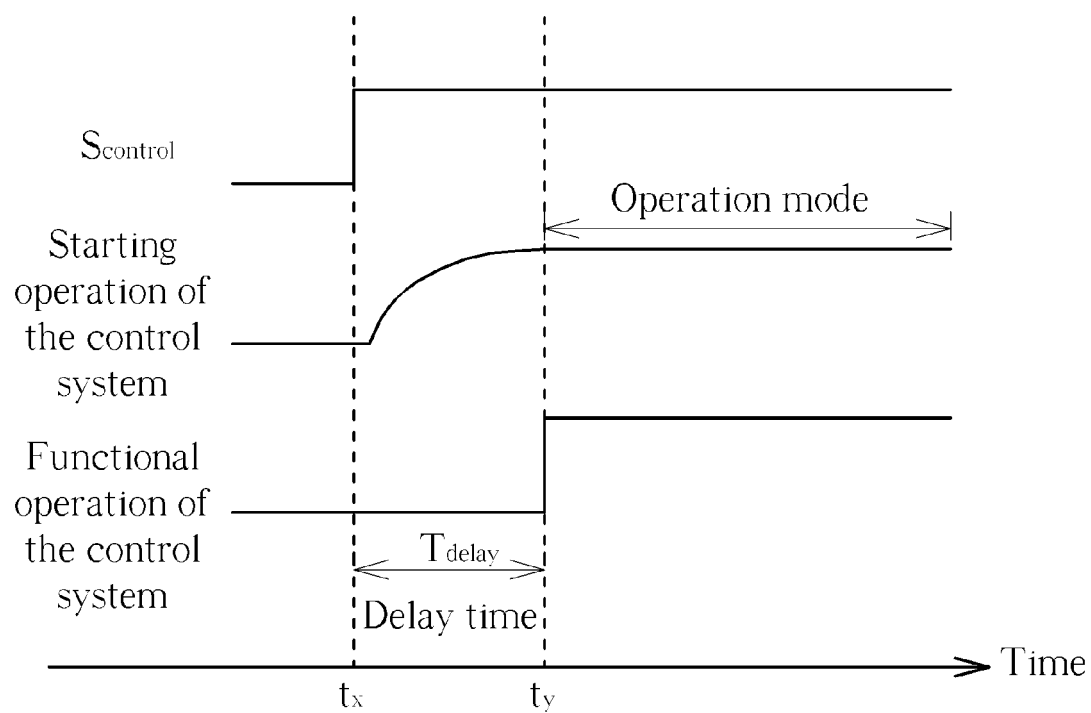 Scontrol
Operation mode
Starting
operation of
the control
system
Functional
operation of
the control
system
Tdelay
Delay time
Time
tx
ty